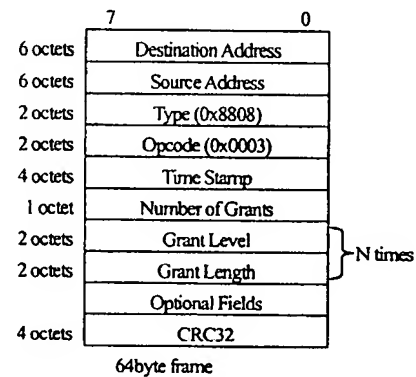 7 0
6 octets Destination Address
6 octets Source Address
2 octets Type (0x8808)
2 octets Opcode (0x0003)
4 octets Time Stamp
1 octet Number of Grants
2 octets Grant Level
N times
2 octets Grant Length
Optional Fields
4 octets CRC32
64byte frame